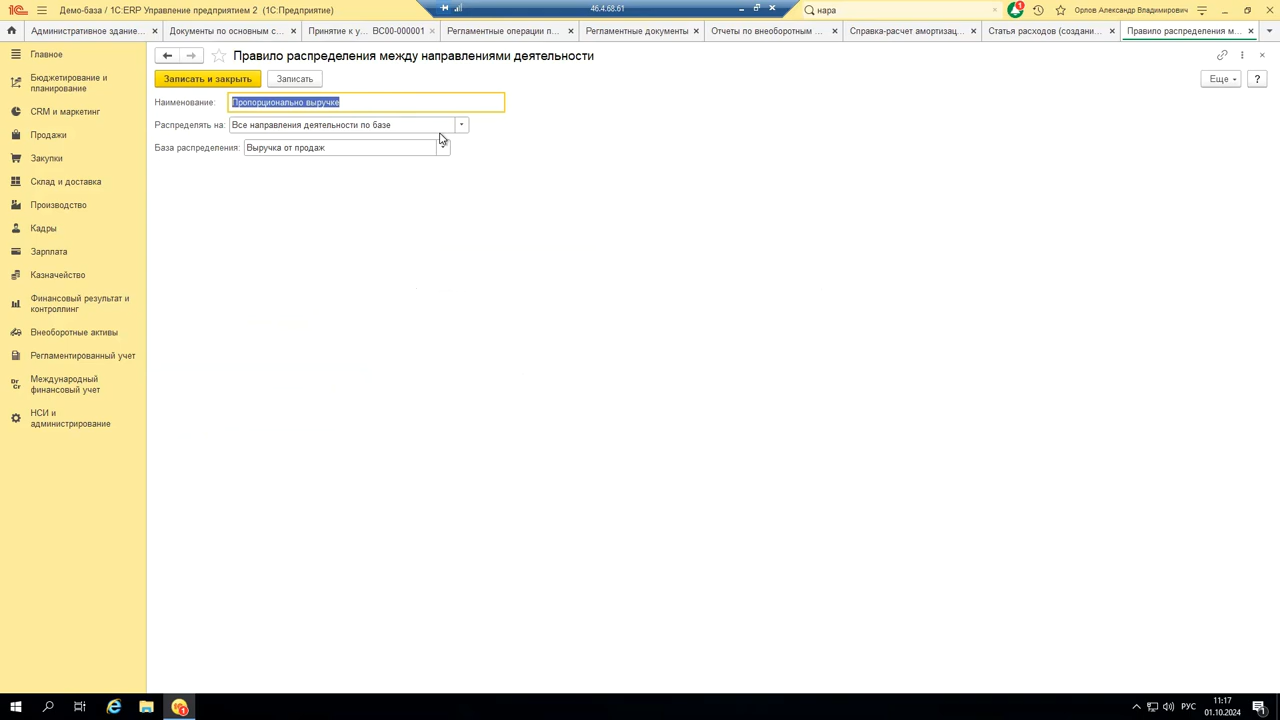 Демо-база / 1С:ERP Управление предприятием 2 (1С:Предприятие)
46.4.68.61
нара
Орлов Александр Владимирович
Административное здание...
Документы по основным с...
Принятие к у... ВС00-000001
Регламентные операции п...
Регламентные документы
Отчеты по внеоборотным ...
Справка-расчет амортизац...
Статья расходов (создани...
Правило распределения м...
Главное
Бюджетирование и
планирование
CRM и маркетинг
Продажи
Закупки
Склад и доставка
Производство
Кадры
Зарплата
Казначейство
Финансовый результат и
контроллинг
Внеоборотные активы
Регламентированный учет
Международный
финансовый учет
НСИ и
администрирование
Правило распределения между направлениями деятельности
Записать и закрыть
Записать
Еще
?
Наименование:
Пропорционально выручке
Распределять на:
Все направления деятельности по базе
База распределения:
Выручка от продаж
РУС
11:17
01.10.2024